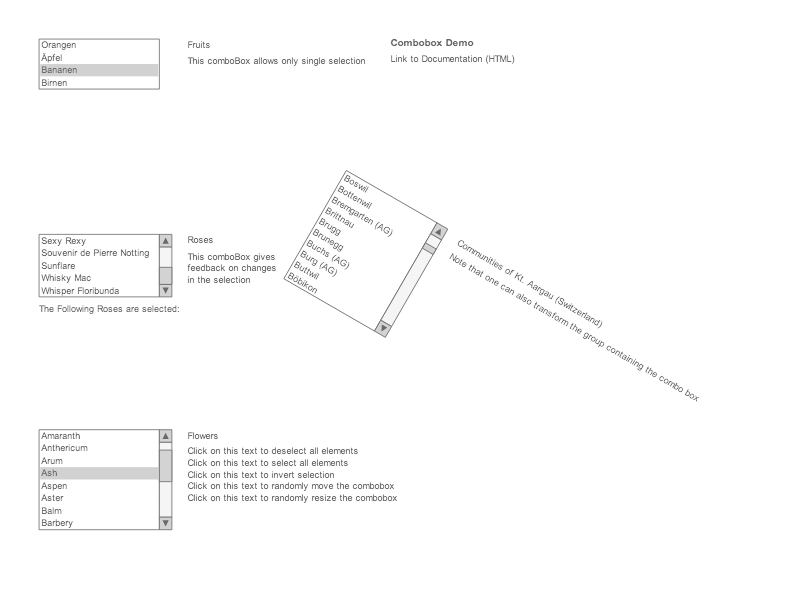 Orangen
Äpfel
Bananen
Birnen
Fruits
This comboBox allows only single selection
Combobox Demo
Link to Documentation (HTML)
Boswil
Bottenwil
Bremgarten (AG)
Brittnau
Brugg
Brunegg
Buchs (AG)
Burg (AG)
Buttwil
Böbikon
Communities of Kt. Aargau (Switzerland)
Note that one can also transform the group containing the combo box
Sexy Rexy
Souvenir de Pierre Notting
Sunflare
Whisky Mac
Whisper Floribunda
Roses
This comboBox gives
feedback on changes
in the selection
The Following Roses are selected:
Amaranth
Anthericum
Arum
Ash
Aspen
Aster
Balm
Barbery
Flowers
Click on this text to deselect all elements
Click on this text to select all elements
Click on this text to invert selection
Click on this text to randomly move the combobox
Click on this text to randomly resize the combobox